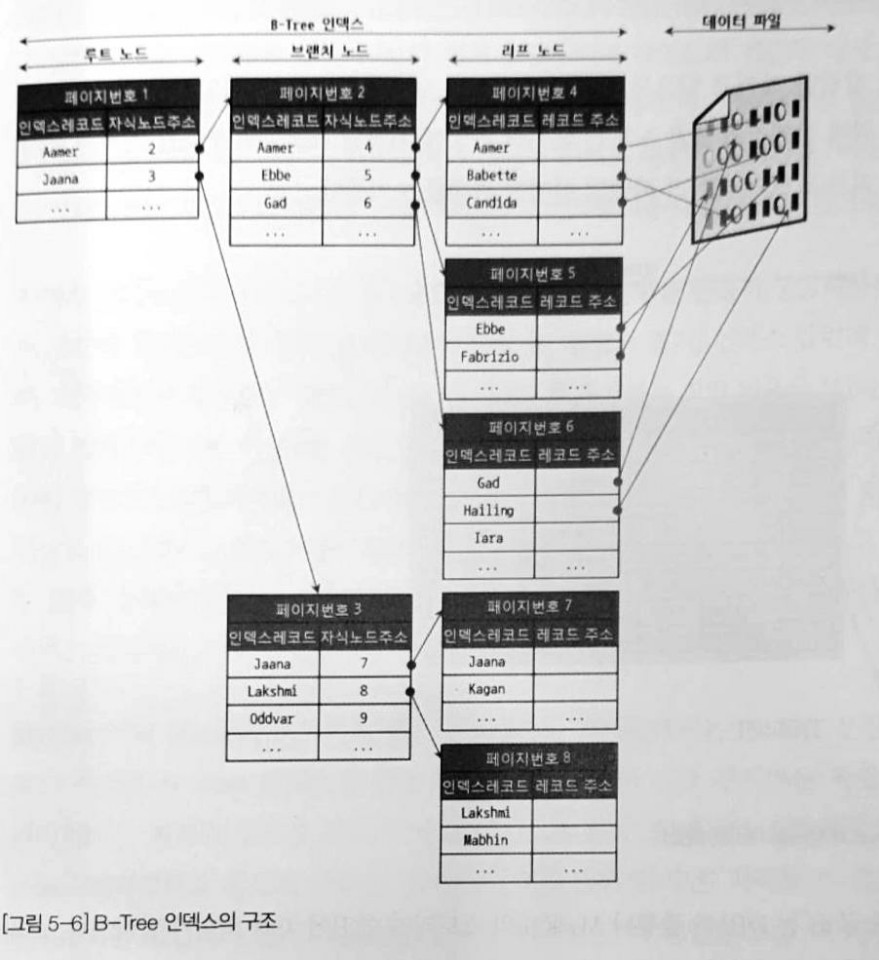 B-Tree 인덱스
데이터 파일
루트 노드
브랜치 노드
리프 노드
페이지번호 1
인덱스레코드 자식노드주소
Aamer 2
Jaana 3
... ...
페이지번호 2
인덱스레코드 자식노드주소
Aamer 4
Ebbe 5
Gad 6
... ...
페이지번호 4
인덱스레코드 레코드 주소
Aamer
Babette
Candida
... ...
페이지번호 5
인덱스레코드 레코드 주소
Ebbe
Fabrizio
... ...
페이지번호 6
인덱스레코드 레코드 주소
Gad
Hailing
Iara
... ...
페이지번호 3
인덱스레코드 자식노드주소
Jaana 7
Lakshmi 8
Oddvar 9
... ...
페이지번호 7
인덱스레코드 레코드 주소
Jaana
Kagan
... ...
페이지번호 8
인덱스레코드 레코드 주소
Lakshmi
Mabhin
... ...
[그림 5-6] B-Tree 인덱스의 구조